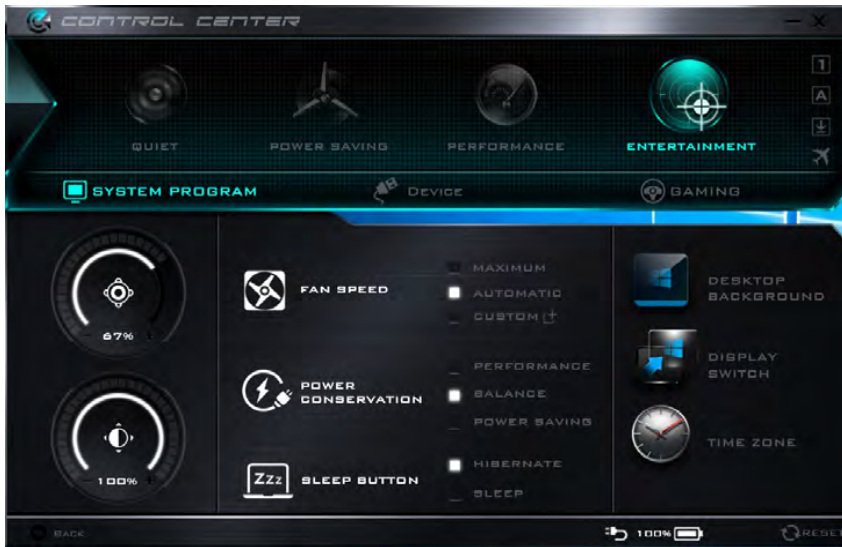 CONTROL CENTER
1
A
QUIET
POWER SAVING
PERFORMANCE
ENTERTAINMENT
SYSTEM PROGRAM
DEVICE
GAMING
67%
100%
FAN SPEED
MAXIMUM
AUTOMATIC
CUSTOM
POWER
CONSERVATION
PERFORMANCE
BALANCE
POWER SAVING
Zzz
SLEEP BUTTON
HIBERNATE
SLEEP
DESKTOP
BACKGROUND
DISPLAY
SWITCH
TIME ZONE
BACK
100%
RESET